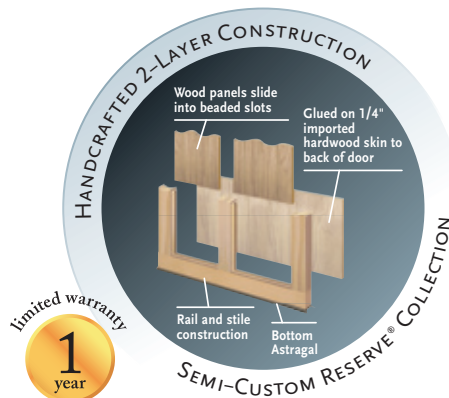 HANDCRAFTED 2-LAYER CONSTRUCTION
Wood panels slide
into beaded slots
Glued on 1/4"
imported
hardwood skin to
back of door
Rail and stile
construction
Bottom
Astragal
SEMI-CUSTOM RESERVE® COLLECTION
limited warranty
1
year